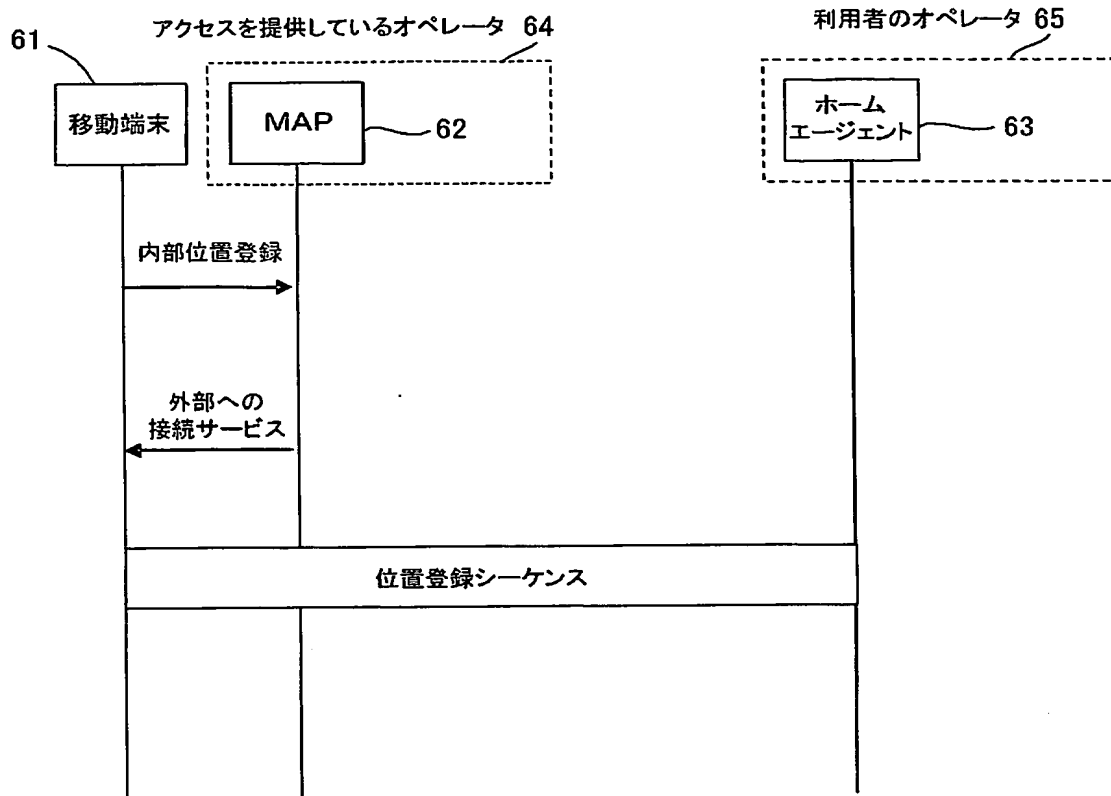 アクセスを提供しているオペレータ 64
利用者のオペレータ 65
61
移動端末
MAP
62
ホーム
エージェント
63
内部位置登録
外部への
接続サービス
位置登録シーケンス